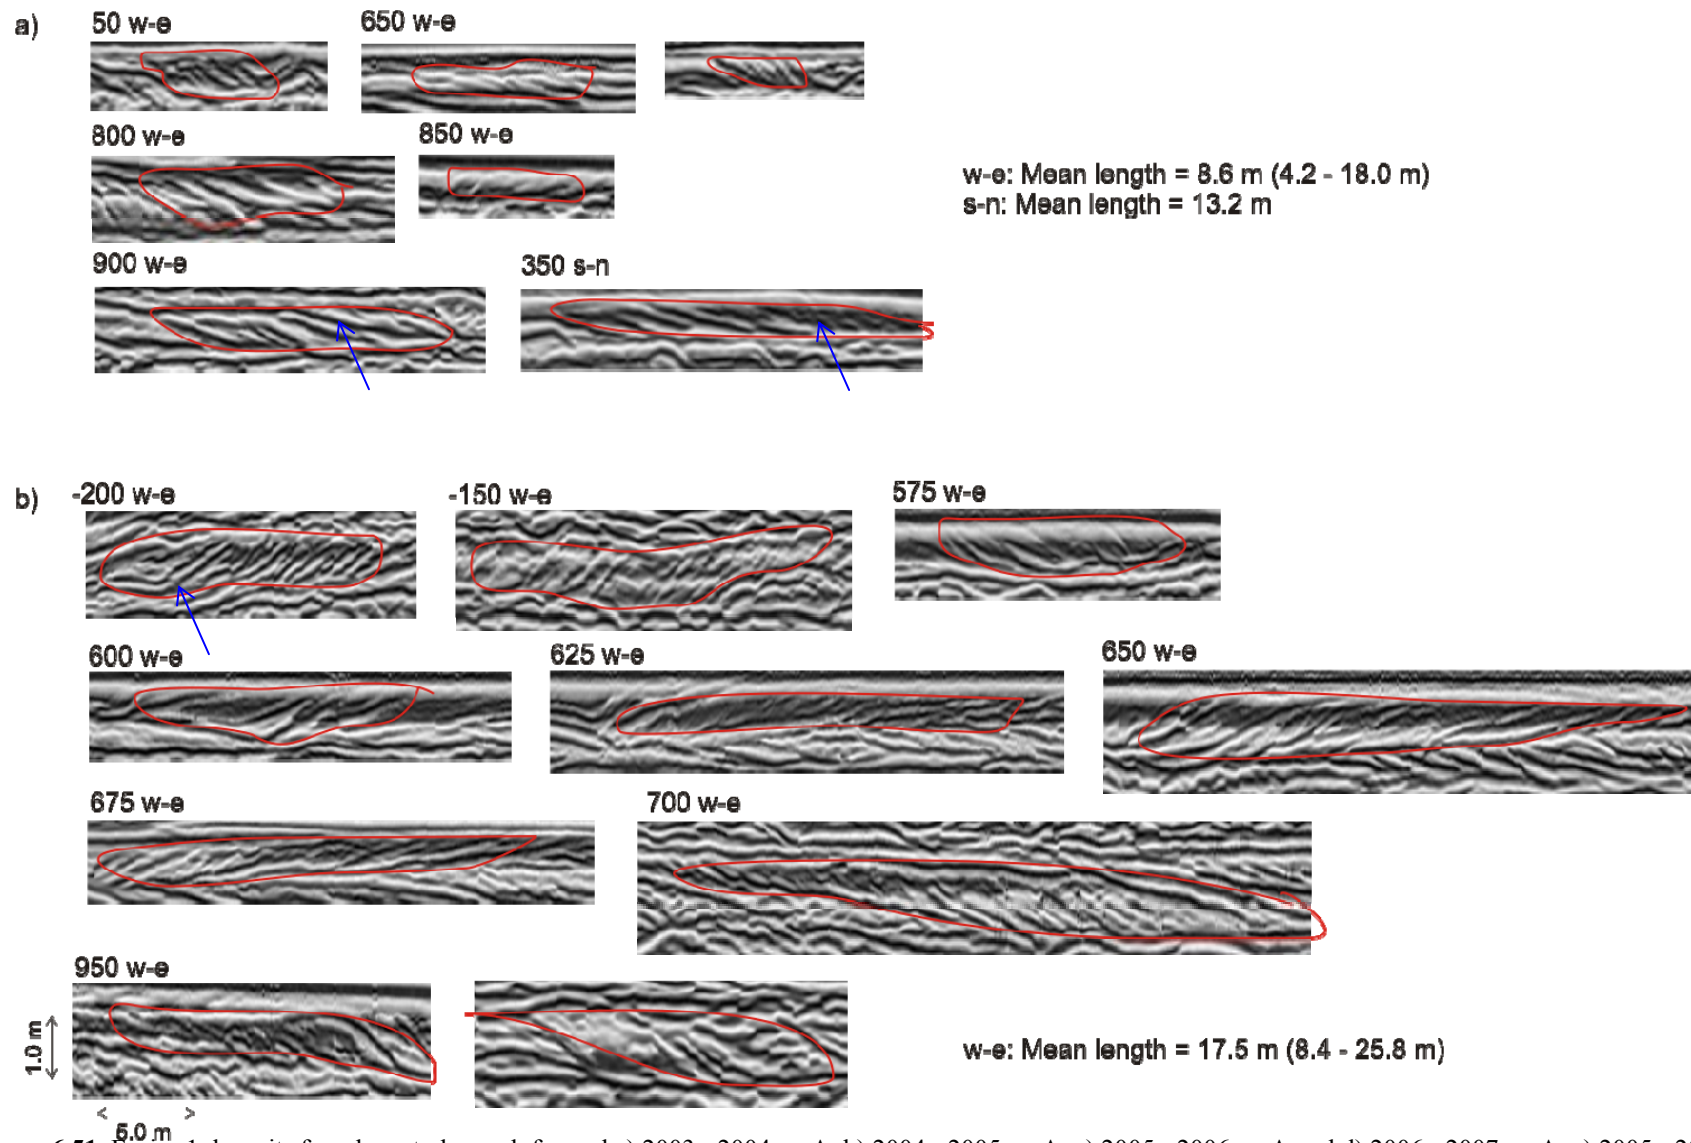 a)
50 w-e
650 w-e
800 w-e
850 w-e
w-e: Mean length = 8.6 m (4.2 - 18.0 m)
s-n: Mean length = 13.2 m
900 w-e
350 s-n
b)
-200 w-e
-150 w-e
575 w-e
600 w-e
625 w-e
650 w-e
675 w-e
700 w-e
950 w-e
1.0 m
w-e: Mean length = 17.5 m (8.4 - 25.8 m)
5.0 m